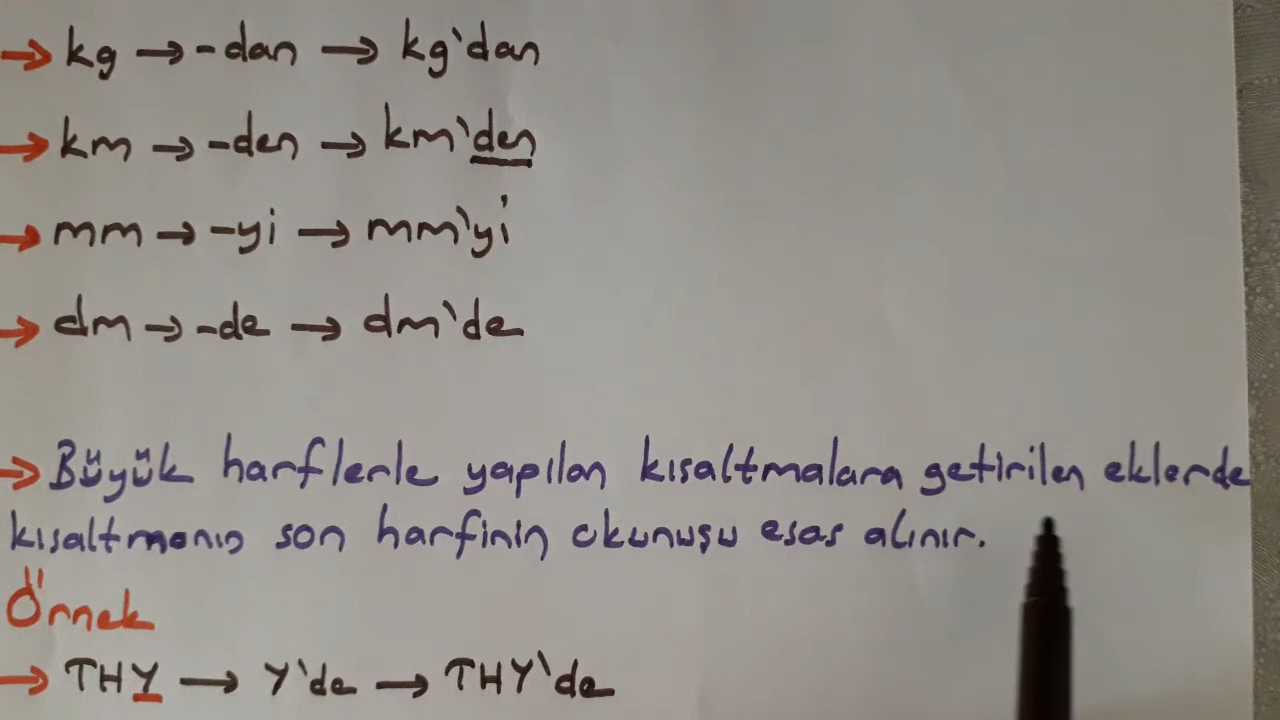 → kg → -dan → kg'dan
→ km → -den → km'den
→ mm → -yi → mm'yi
→ dm → -de → dm'de
→ Büyük harflerle yapılan kısaltmalara getirilen eklerde
kısaltmanın son harfinin okunuşu esas alınır.
Örnek
→ THY → Y'de → THY'de